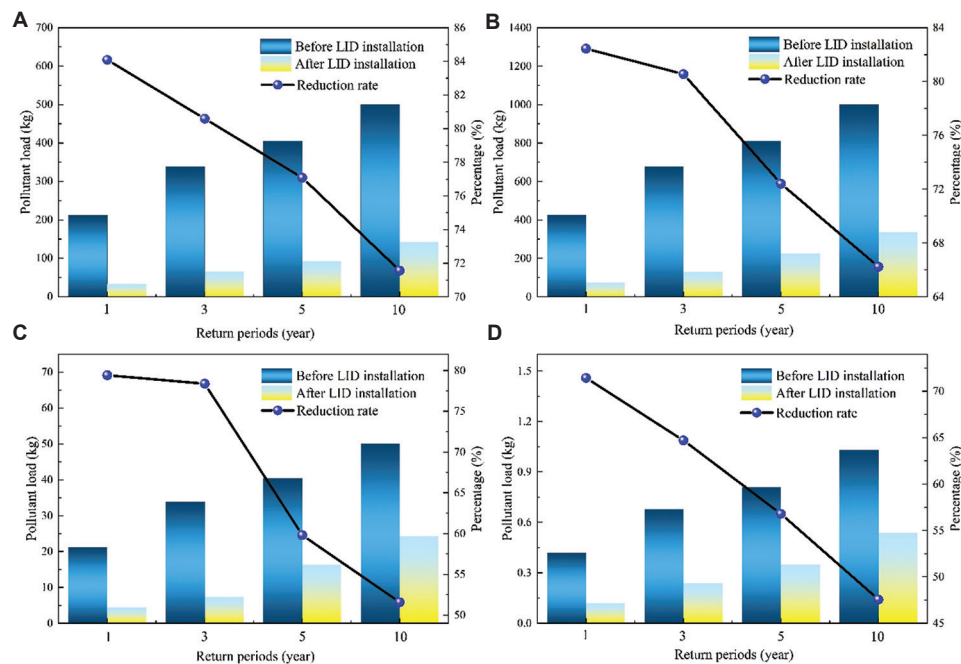 A
700
600
500
400
300
200
100
0
Pollutant load (kg)
Before LID installation
After LID installation
Reduction rate
86
84
82
80
78
76
74
72
70
Percentage (%)
1 3 5 10
Return periods (year)
B
1400
1200
1000
800
600
400
200
0
Pollutant load (kg)
Before LID installation
After LID installation
Reduction rate
84
80
76
72
68
64
Percentage (%)
1 3 5 10
Return periods (year)
C
70
60
50
40
30
20
10
0
Pollutant load (kg)
Before LID installation
After LID installation
Reduction rate
80
75
70
65
60
55
50
Percentage (%)
1 3 5 10
Return periods (year)
D
1.5
1.2
0.9
0.6
0.3
0.0
Pollutant load (kg)
Before LID installation
After LID installation
Reduction rate
70
65
60
55
50
45
Percentage (%)
1 3 5 10
Return periods (year)